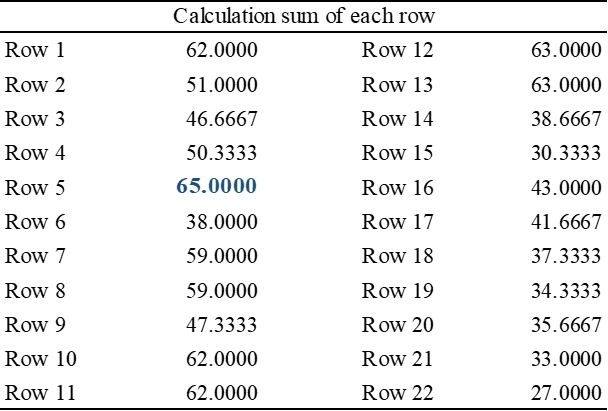 Calculation sum of each row
Row 1 62.0000 Row 12 63.0000
Row 2 51.0000 Row 13 63.0000
Row 3 46.6667 Row 14 38.6667
Row 4 50.3333 Row 15 30.3333
Row 5 65.0000 Row 16 43.0000
Row 6 38.0000 Row 17 41.6667
Row 7 59.0000 Row 18 37.3333
Row 8 59.0000 Row 19 34.3333
Row 9 47.3333 Row 20 35.6667
Row 10 62.0000 Row 21 33.0000
Row 11 62.0000 Row 22 27.0000